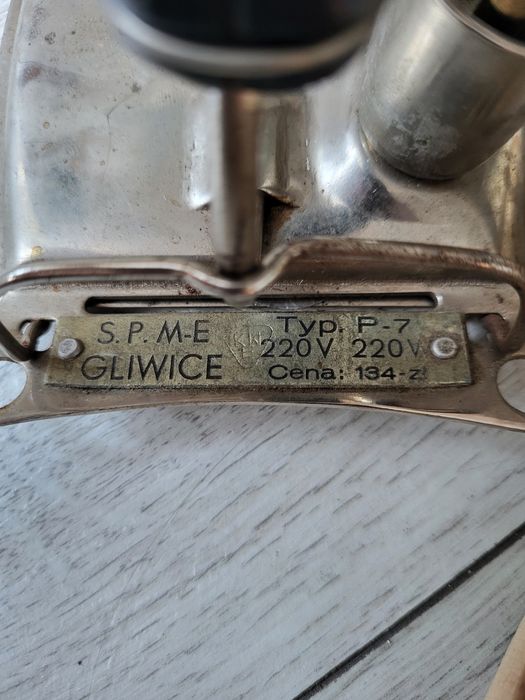 S.P. M-E
GLIWICE
Typ. P-7
220V 220V
Cena: 134-zł